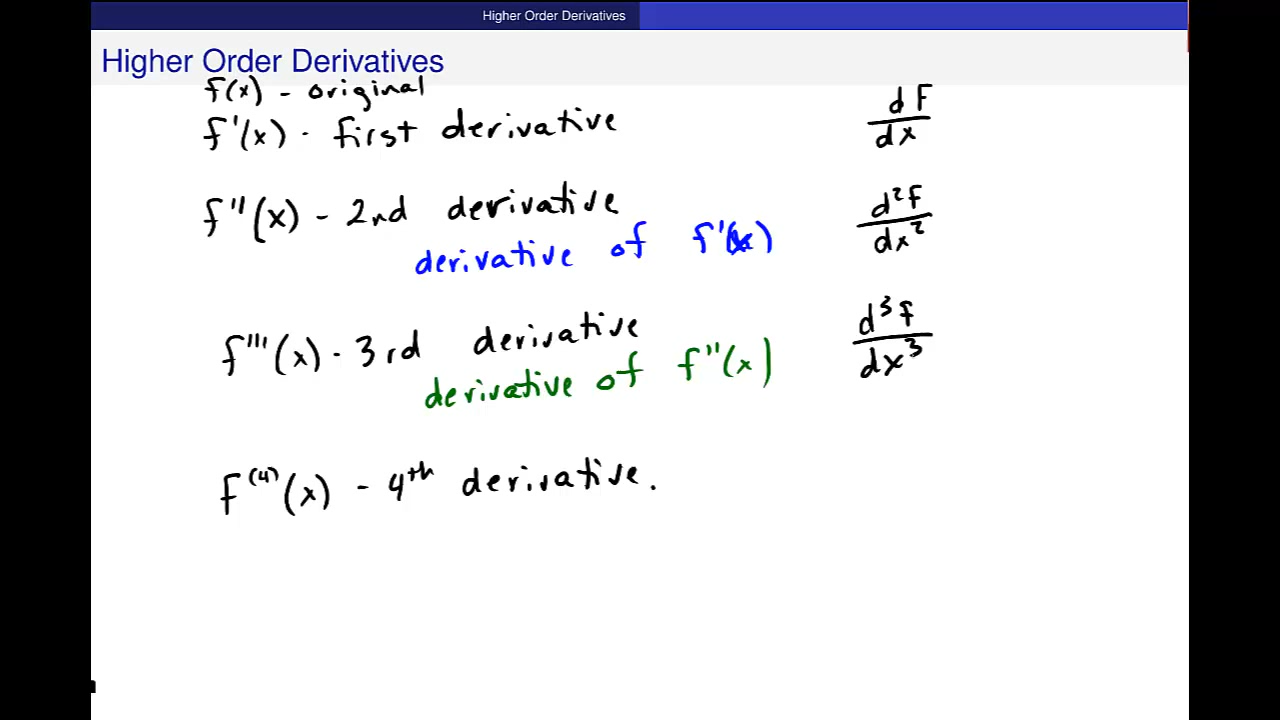 Higher Order Derivatives
Higher Order Derivatives
f(x) - original
f'(x) - first derivative
dF/dx
f''(x) - 2nd derivative
d²f/dx²
derivative of f'(x)
f'''(x) - 3rd derivative
d³f/dx³
derivative of f''(x)
f⁽⁴⁾(x) - 4th derivative.